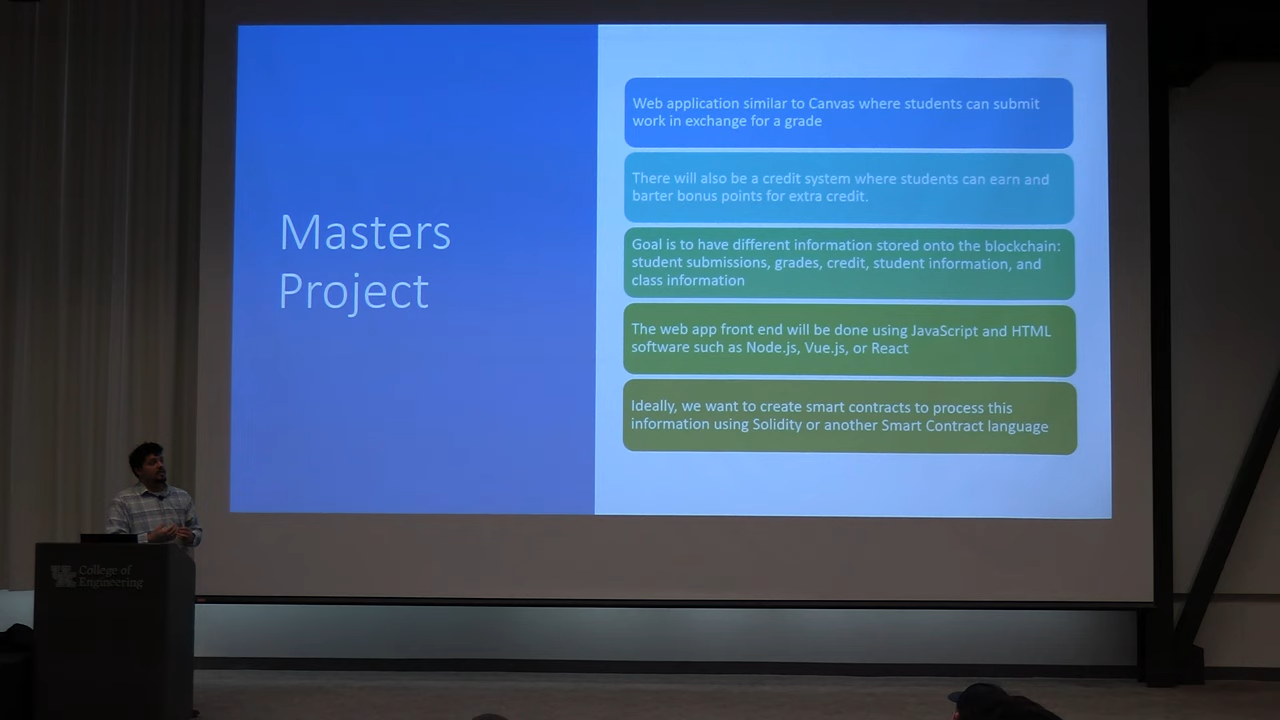 Masters
Project
Web application similar to Canvas where students can submit
work in exchange for a grade
There will also be a credit system where students can earn and
barter bonus points for extra credit.
Goal is to have different information stored onto the blockchain:
student submissions, grades, credit, student information, and
class information
The web app front end will be done using JavaScript and HTML
software such as Node.js, Vue.js, or React
Ideally, we want to create smart contracts to process this
information using Solidity or another Smart Contract language
UK College of
Engineering